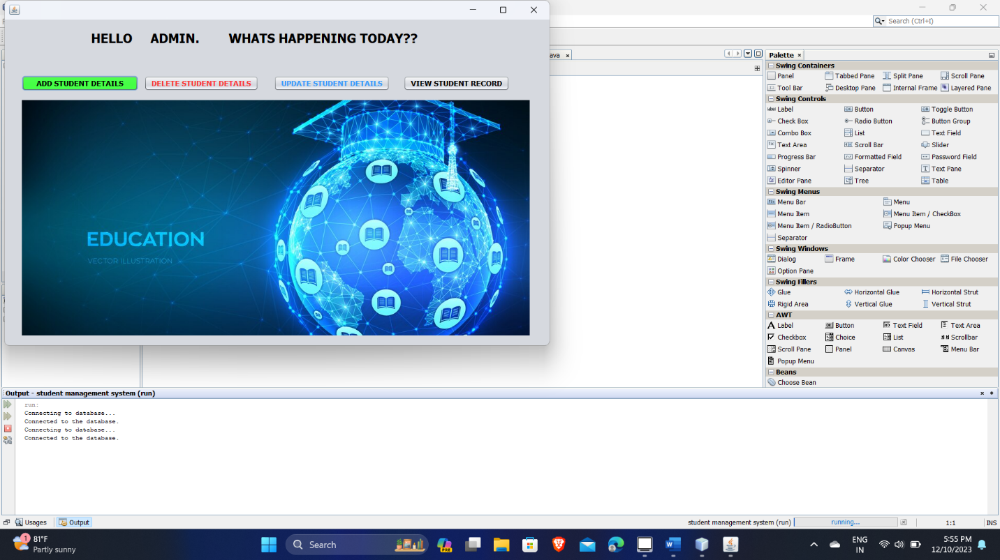 HELLO ADMIN. WHATS HAPPENING TODAY??
Search (Ctrl+I)
ava
ADD STUDENT DETAILS DELETE STUDENT DETAILS UPDATE STUDENT DETAILS VIEW STUDENT RECORD
EDUCATION
VECTOR ILLUSTRATION
Palette
Swing Containers
Panel Tabbed Pane Split Pane Scroll Pane
Tool Bar Desktop Pane Internal Frame Layered Pane
Swing Controls
Label Button Toggle Button
Check Box Radio Button Button Group
Combo Box List Text Field
Text Area Scroll Bar Slider
Progress Bar Formatted Field Password Field
Spinner Separator Text Pane
Editor Pane Tree Table
Swing Menus
Menu Bar Menu
Menu Item Menu Item / CheckBox
Menu Item / RadioButton Popup Menu
Separator
Swing Windows
Dialog Frame Color Chooser File Chooser
Option Pane
Swing Fillers
Glue Horizontal Glue Horizontal Strut
Rigid Area Vertical Glue Vertical Strut
AWT
Label Button Text Field Text Area
Checkbox Choice List Scrollbar
Scroll Pane Panel Canvas Menu Bar
Popup Menu
Beans
Choose Bean
Output - student management system (run)
run:
Connecting to database...
Connected to the database.
Connecting to database...
Connected to the database.
Usages Output student management system (run) running... 1:1 INS
1 81°F
Partly sunny
Search
PRE
ENG
IN
5:55 PM
12/10/2023